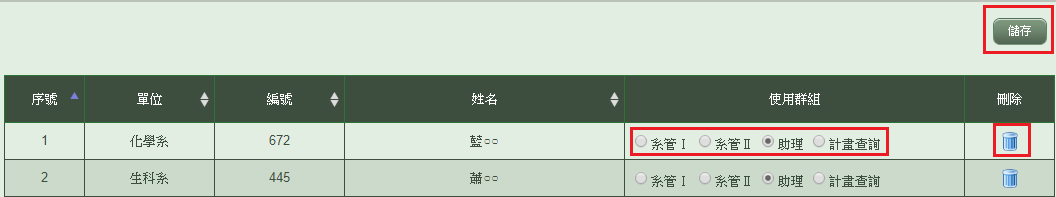 儲存
序號 單位 編號 姓名 使用群組 刪除
1 化學系 672 藍○○ 系管Ⅰ 系管Ⅱ 助理 計畫查詢
2 生科系 445 蕭○○ 系管Ⅰ 系管Ⅱ 助理 計畫查詢